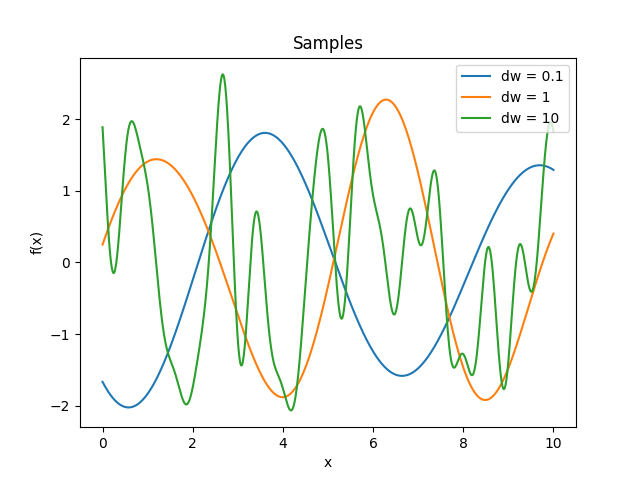 Samples
dw = 0.1
dw = 1
dw = 10
f(x)
2
1
0
−1
−2
0 2 4 6 8 10
x